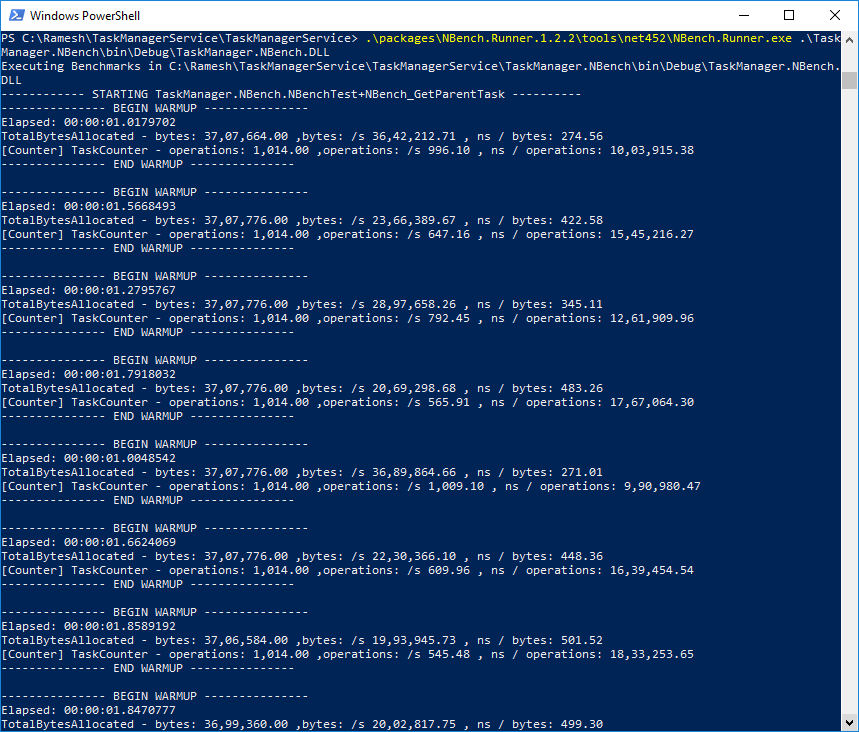 Windows PowerShell
PS C:\Ramesh\TaskManagerService\TaskManagerService> .\packages\NBench.Runner.1.2.2\tools\net452\NBench.Runner.exe .\Task
Manager.NBench\bin\Debug\TaskManager.NBench.DLL
Executing Benchmarks in C:\Ramesh\TaskManagerService\TaskManagerService\TaskManager.NBench\bin\Debug\TaskManager.NBench.
DLL
------------ STARTING TaskManager.NBench.NBenchTest+NBench_GetParentTask ----------
--------------- BEGIN WARMUP ---------------
Elapsed: 00:00:01.0179702
TotalBytesAllocated - bytes: 37,07,664.00 ,bytes: /s 36,42,212.71 , ns / bytes: 274.56
[Counter] TaskCounter - operations: 1,014.00 ,operations: /s 996.10 , ns / operations: 10,03,915.38
--------------- END WARMUP ---------------
--------------- BEGIN WARMUP ---------------
Elapsed: 00:00:01.5668493
TotalBytesAllocated - bytes: 37,07,776.00 ,bytes: /s 23,66,389.67 , ns / bytes: 422.58
[Counter] TaskCounter - operations: 1,014.00 ,operations: /s 647.16 , ns / operations: 15,45,216.27
--------------- END WARMUP ---------------
--------------- BEGIN WARMUP ---------------
Elapsed: 00:00:01.2795767
TotalBytesAllocated - bytes: 37,07,776.00 ,bytes: /s 28,97,658.26 , ns / bytes: 345.11
[Counter] TaskCounter - operations: 1,014.00 ,operations: /s 792.45 , ns / operations: 12,61,909.96
--------------- END WARMUP ---------------
--------------- BEGIN WARMUP ---------------
Elapsed: 00:00:01.7918032
TotalBytesAllocated - bytes: 37,07,776.00 ,bytes: /s 20,69,298.68 , ns / bytes: 483.26
[Counter] TaskCounter - operations: 1,014.00 ,operations: /s 565.91 , ns / operations: 17,67,064.30
--------------- END WARMUP ---------------
--------------- BEGIN WARMUP ---------------
Elapsed: 00:00:01.0048542
TotalBytesAllocated - bytes: 37,07,776.00 ,bytes: /s 36,89,864.66 , ns / bytes: 271.01
[Counter] TaskCounter - operations: 1,014.00 ,operations: /s 1,009.10 , ns / operations: 9,90,980.47
--------------- END WARMUP ---------------
--------------- BEGIN WARMUP ---------------
Elapsed: 00:00:01.6624069
TotalBytesAllocated - bytes: 37,07,776.00 ,bytes: /s 22,30,366.10 , ns / bytes: 448.36
[Counter] TaskCounter - operations: 1,014.00 ,operations: /s 609.96 , ns / operations: 16,39,454.54
--------------- END WARMUP ---------------
--------------- BEGIN WARMUP ---------------
Elapsed: 00:00:01.8589192
TotalBytesAllocated - bytes: 37,06,584.00 ,bytes: /s 19,93,945.73 , ns / bytes: 501.52
[Counter] TaskCounter - operations: 1,014.00 ,operations: /s 545.48 , ns / operations: 18,33,253.65
--------------- END WARMUP ---------------
--------------- BEGIN WARMUP ---------------
Elapsed: 00:00:01.8470777
TotalBytesAllocated - bytes: 36,99,360.00 ,bytes: /s 20,02,817.75 , ns / bytes: 499.30